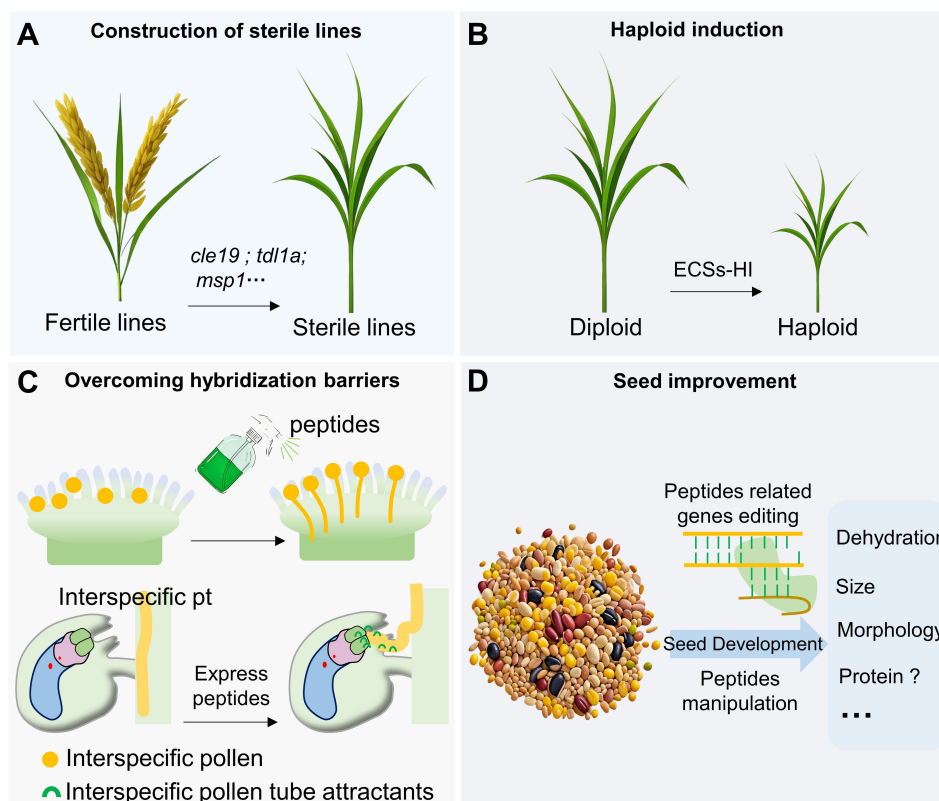 A
Construction of sterile lines
cle19 ; tdl1a;
msp1···
Fertile lines
Sterile lines
B
Haploid induction
ECSs-HI
Diploid
Haploid
C
Overcoming hybridization barriers
peptides
Interspecific pt
Express
peptides
Interspecific pollen
Interspecific pollen tube attractants
D
Seed improvement
Peptides related
genes editing
Seed Development
Peptides
manipulation
Dehydration
Size
Morphology
Protein ?
...